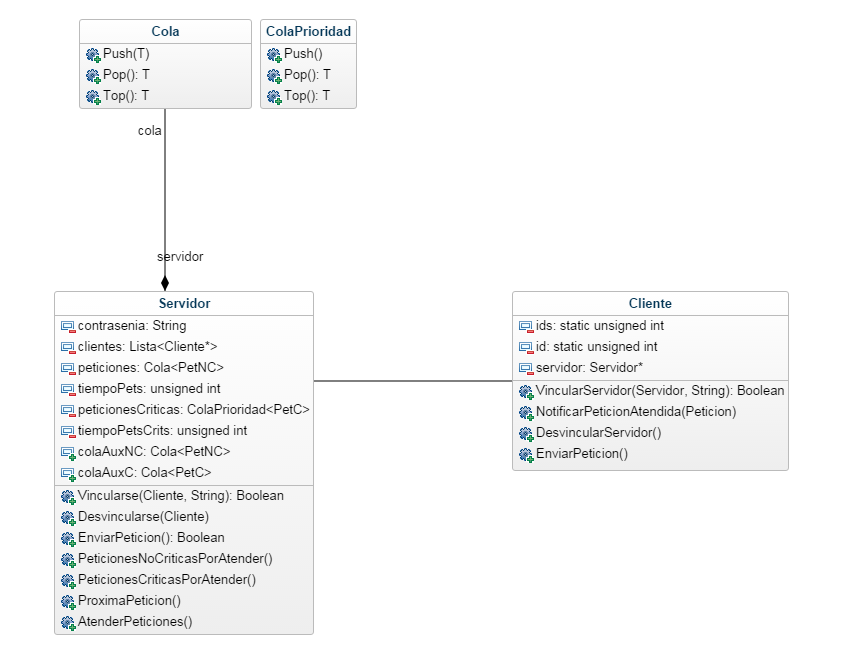 Cola
Push(T)
Pop(): T
Top(): T
ColaPrioridad
Push()
Pop(): T
Top(): T
cola
servidor
Servidor
contrasenia: String
clientes: Lista<Cliente*>
peticiones: Cola<PetNC>
tiempoPets: unsigned int
peticionesCriticas: ColaPrioridad<PetC>
tiempoPetsCrits: unsigned int
colaAuxNC: Cola<PetNC>
colaAuxC: Cola<PetC>
Vincularse(Cliente, String): Boolean
Desvincularse(Cliente)
EnviarPeticion(): Boolean
PeticionesNoCriticasPorAtender()
PeticionesCriticasPorAtender()
ProximaPeticion()
AtenderPeticiones()
Cliente
ids: static unsigned int
id: static unsigned int
servidor: Servidor*
VincularServidor(Servidor, String): Boolean
NotificarPeticionAtendida(Peticion)
DesvincularServidor()
EnviarPeticion()